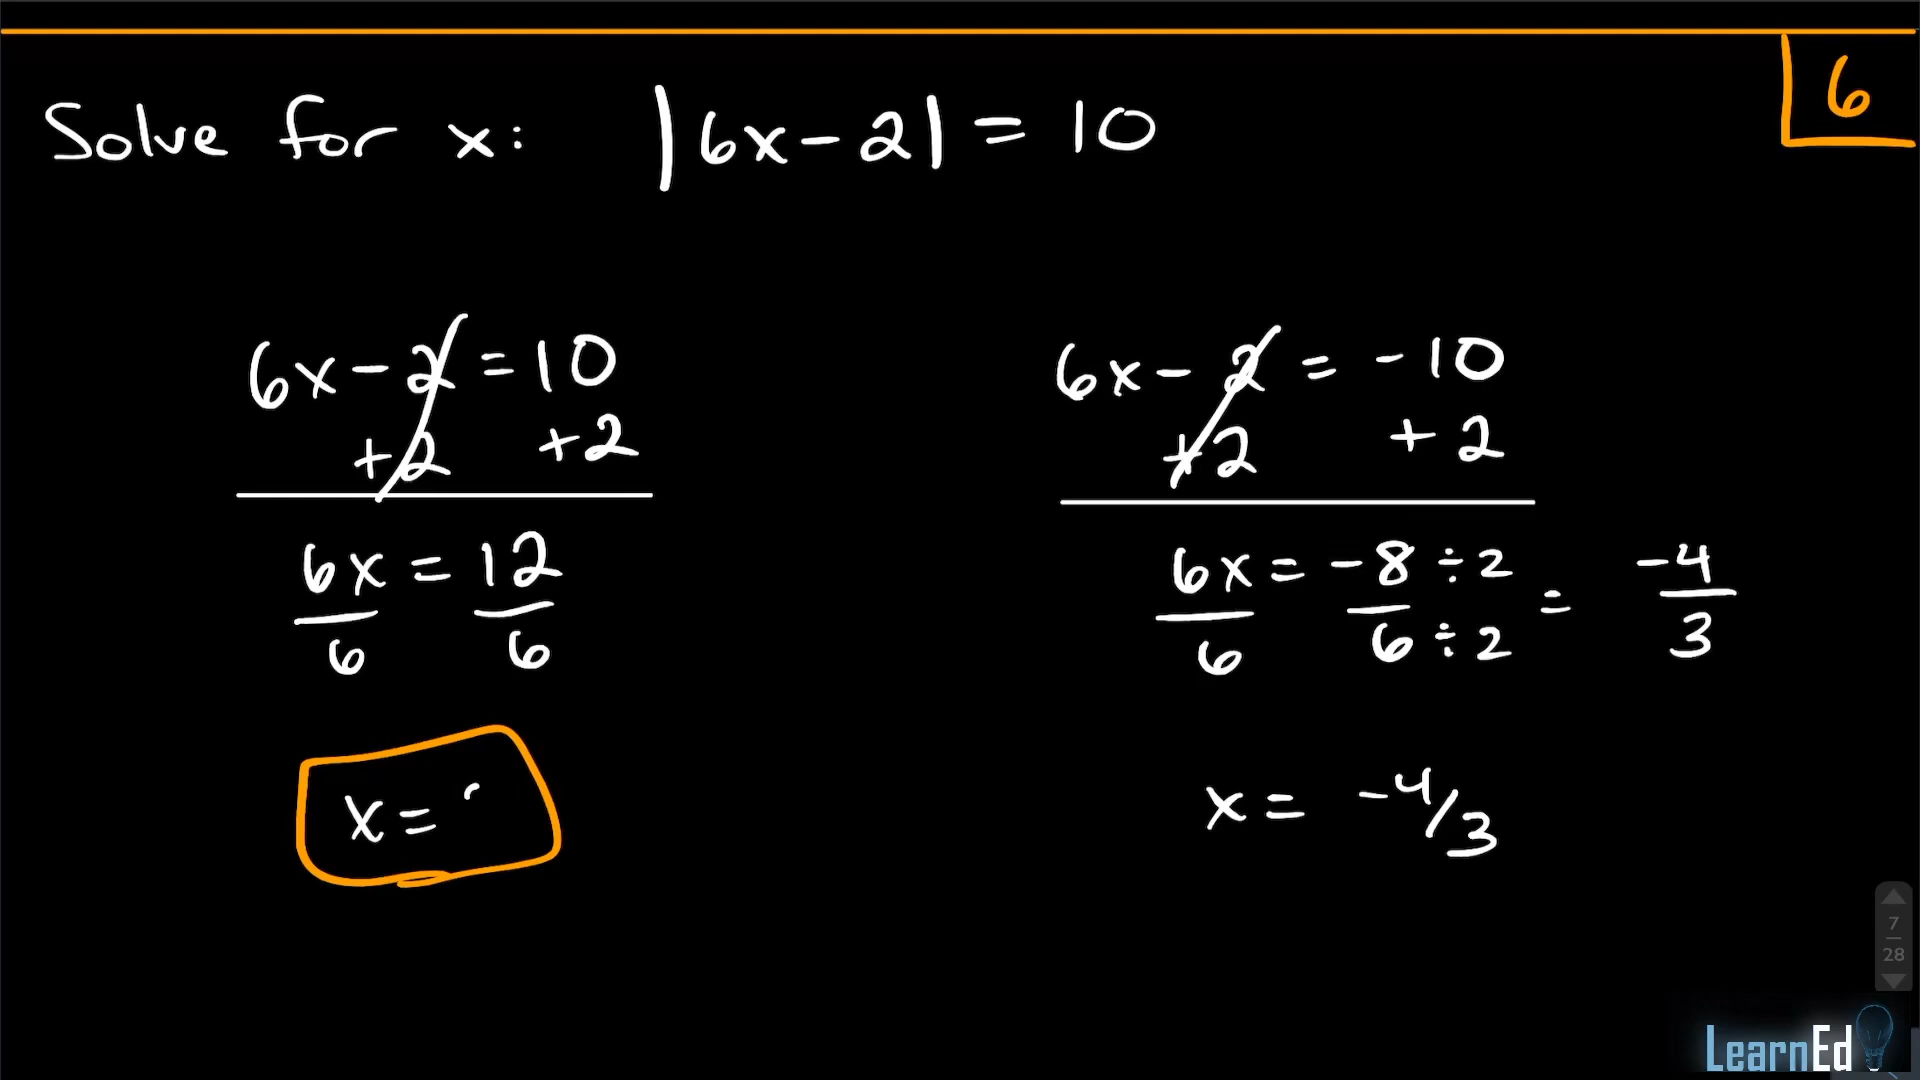 6
Solve for x: |6x-2| = 10
6x - 2 = 10
+2 +2
6x = 12
6 6
x =
6x - 2 = -10
+2 +2
6x = -8 ÷ 2 = -4
6 6 ÷ 2 3
x = -4/3
7
28
LearnEd